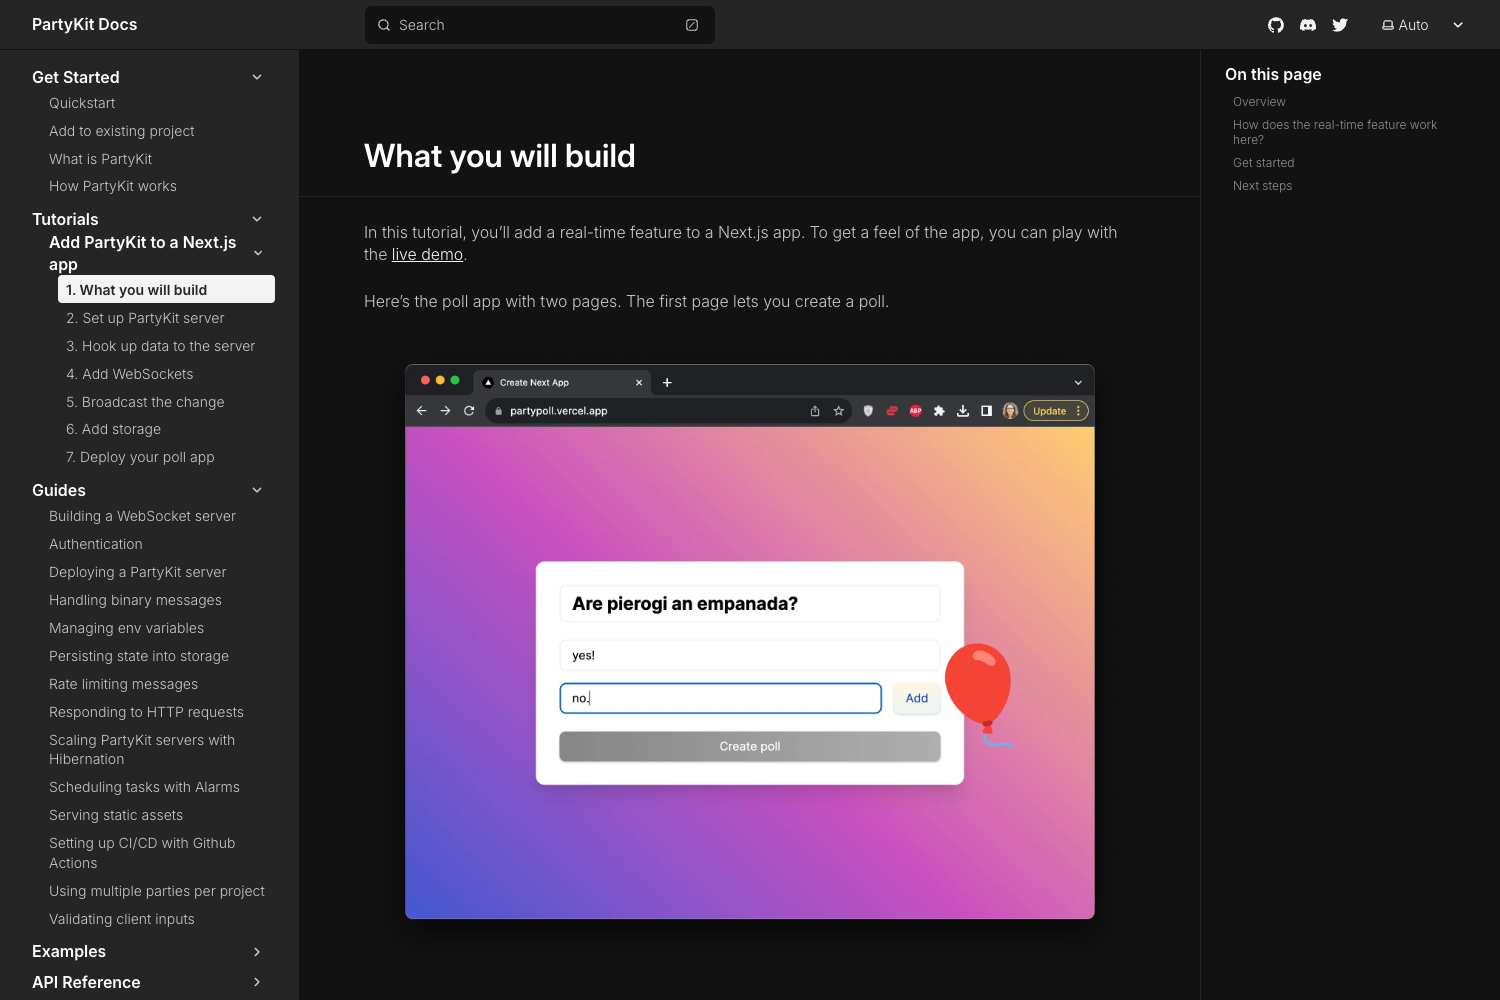 PartyKit Docs
Search
Auto
Get Started
Quickstart
Add to existing project
What is PartyKit
How PartyKit works
Tutorials
Add PartyKit to a Next.js
app
1. What you will build
2. Set up PartyKit server
3. Hook up data to the server
4. Add WebSockets
5. Broadcast the change
6. Add storage
7. Deploy your poll app
Guides
Building a WebSocket server
Authentication
Deploying a PartyKit server
Handling binary messages
Managing env variables
Persisting state into storage
Rate limiting messages
Responding to HTTP requests
Scaling PartyKit servers with
Hibernation
Scheduling tasks with Alarms
Serving static assets
Setting up CI/CD with Github
Actions
Using multiple parties per project
Validating client inputs
Examples
API Reference
What you will build
In this tutorial, you’ll add a real-time feature to a Next.js app. To get a feel of the app, you can play with
the live demo.
Here’s the poll app with two pages. The first page lets you create a poll.
Create Next App
partypoll.vercel.app
ABP
Update
Are pierogi an empanada?
yes!
no.
Add
Create poll
On this page
Overview
How does the real-time feature work
here?
Get started
Next steps